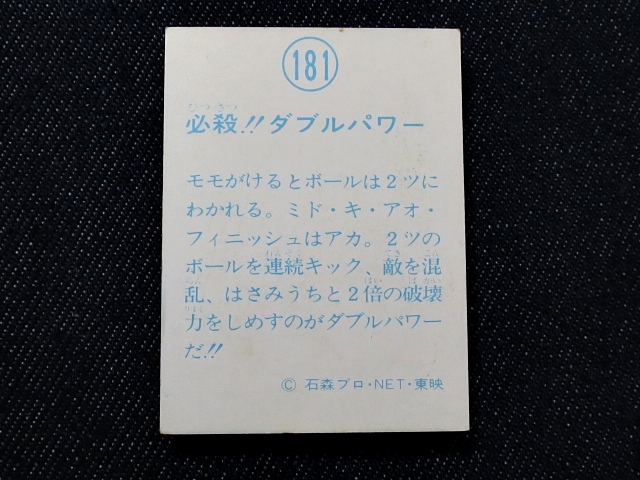 181
必殺!!ダブルパワー
モモがけるとボールは2ツに
わかれる。ミド・キ・アオ・
フィニッシュはアカ。2ツの
ボールを連続キック、敵を混
乱、はさみうちと2倍の破壊
力をしめすのがダブルパワー
だ!!
© 石森プロ・NET・東映